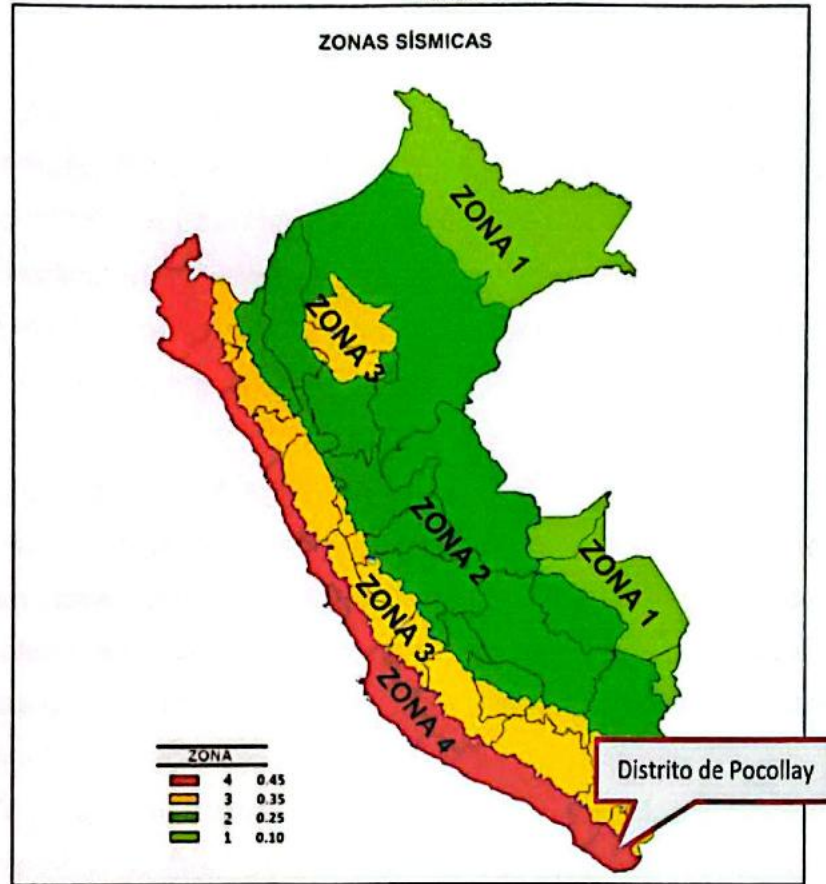 ZONAS SÍSMICAS
ZONA 1
ZONA 3
ZONA 2
ZONA 1
ZONA 3
ZONA 4
ZONA
4 0.45
3 0.35
2 0.25
1 0.10
Distrito de Pocollay